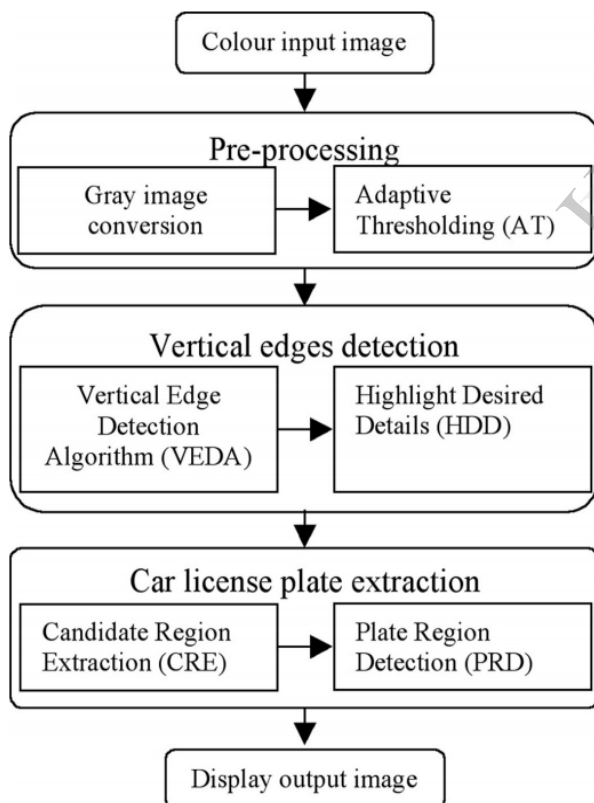 Colour input image
Pre-processing
Gray image
conversion
Adaptive
Thresholding (AT)
Vertical edges detection
Vertical Edge
Detection
Algorithm (VEDA)
Highlight Desired
Details (HDD)
Car license plate extraction
Candidate Region
Extraction (CRE)
Plate Region
Detection (PRD)
Display output image